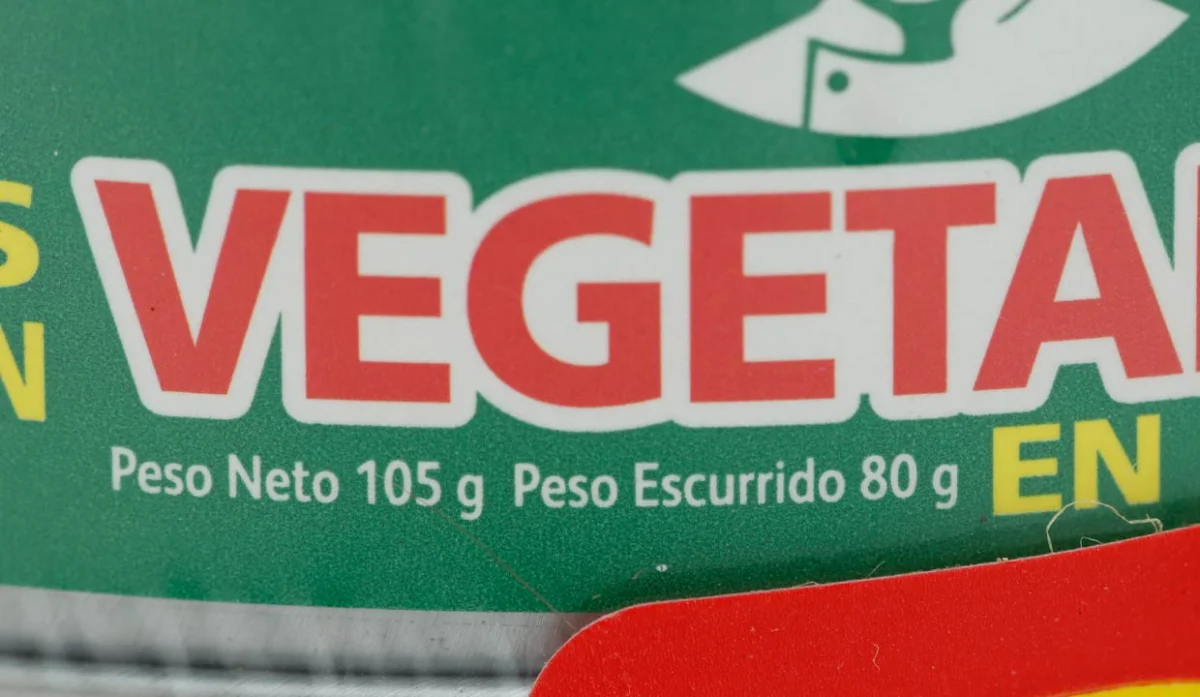 VEGETA
Peso Neto 105 g Peso Escurrido 80 g
EN